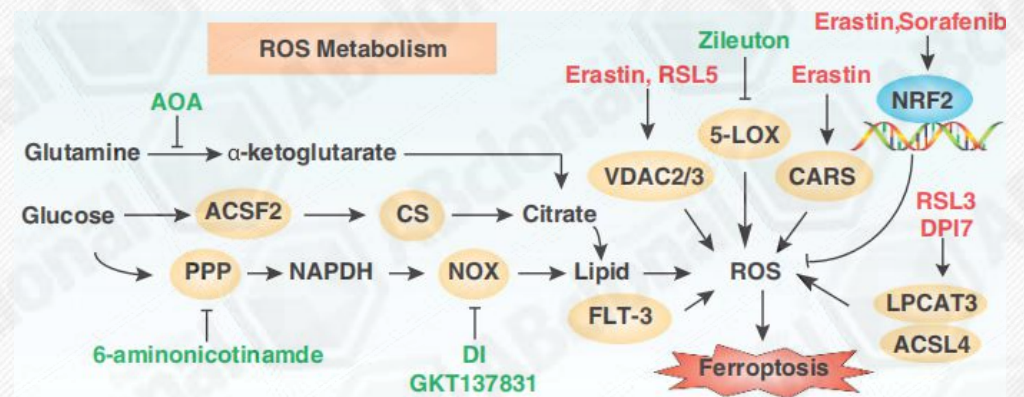 ROS Metabolism
Erastin,Sorafenib
Zileuton
Erastin, RSL5
Erastin
NRF2
AOA
5-LOX
Glutamine
α-ketoglutarate
VDAC2/3
CARS
RSL3
DPI7
Glucose
ACSF2
CS
Citrate
PPP
NAPDH
NOX
Lipid
ROS
FLT-3
LPCAT3
ACSL4
6-aminonicotinamde
DI
GKT137831
Ferroptosis